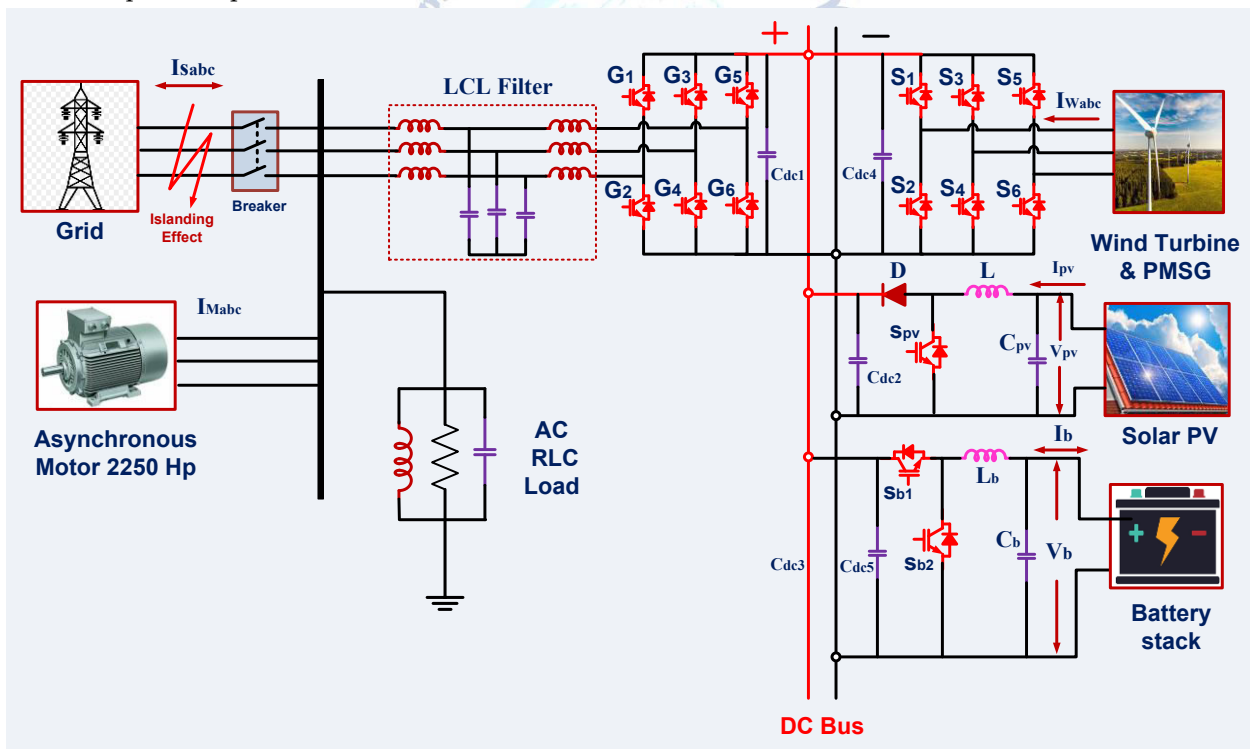 +
−
Isabc
Grid
Islanding
Effect
Breaker
LCL Filter
G1
G3
G5
G2
G4
G6
Cdc1
Cdc4
S1
S3
S5
S2
S4
S6
IWabc
Wind Turbine
& PMSG
IMabc
Asynchronous
Motor 2250 Hp
AC
RLC
Load
D
L
Ipv
Spv
Cdc2
Cpv
Vpv
Solar PV
Sb1
Lb
Ib
Cdc3
Cdc5
Sb2
Cb
Vb
+
-
Battery
stack
DC Bus